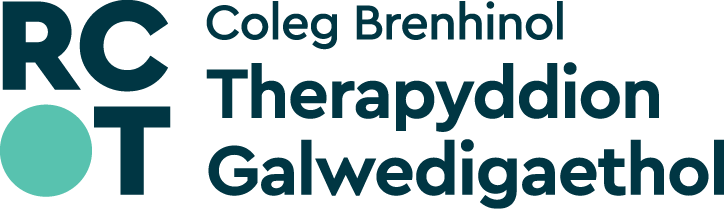 RC
OT
Coleg Brenhinol
Therapyddion
Galwedigaethol